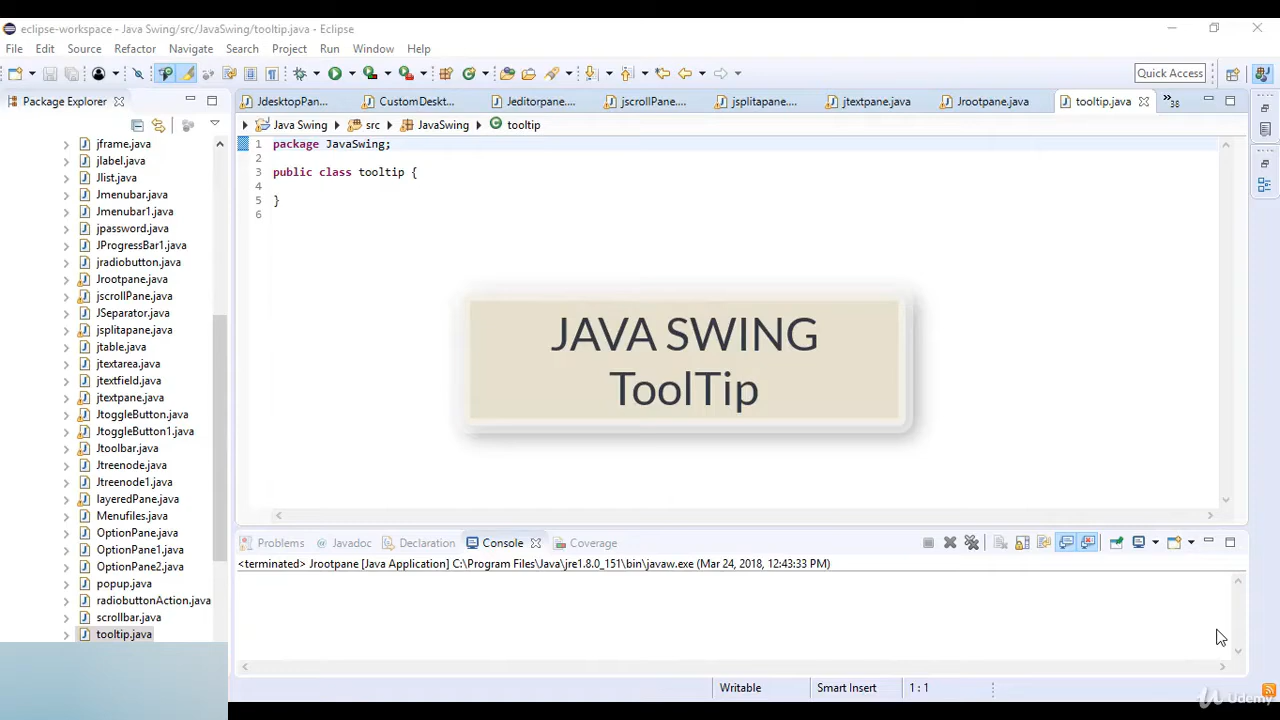 eclipse-workspace - Java Swing/src/JavaSwing/tooltip.java - Eclipse
File Edit Source Refactor Navigate Search Project Run Window Help
Quick Access
Package Explorer
JdesktopPan...
CustomDeskt...
Jeditorpane....
jscrollPane....
jsplitapane....
jtextpane.java
Jrootpane.java
tooltip.java
38
Java Swing src JavaSwing tooltip
1 package JavaSwing;
2
3 public class tooltip {
4
5 }
6
JAVA SWING
ToolTip
jframe.java
jlabel.java
Jlist.java
Jmenubar.java
Jmenubar1.java
jpassword.java
JProgressBar1.java
jradiobutton.java
Jrootpane.java
jscrollPane.java
JSeparator.java
jsplitapane.java
jtable.java
jtextarea.java
jtextfield.java
jtextpane.java
JtoggleButton.java
JtoggleButton1.java
Jtoolbar.java
Jtreenode.java
Jtreenode1.java
layeredPane.java
Menufiles.java
OptionPane.java
OptionPane1.java
OptionPane2.java
popup.java
radiobuttonAction.java
scrollbar.java
tooltip.java
Problems Javadoc Declaration Console Coverage
<terminated> Jrootpane [Java Application] C:\Program Files\Java\jre1.8.0_151\bin\javaw.exe (Mar 24, 2018, 12:43:33 PM)
Writable Smart Insert 1 : 1
Udemy